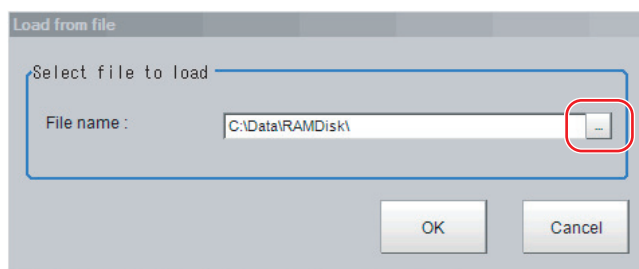 Load from file
Select file to load
File name :
C:\Data\RAMDisk\
...
OK
Cancel